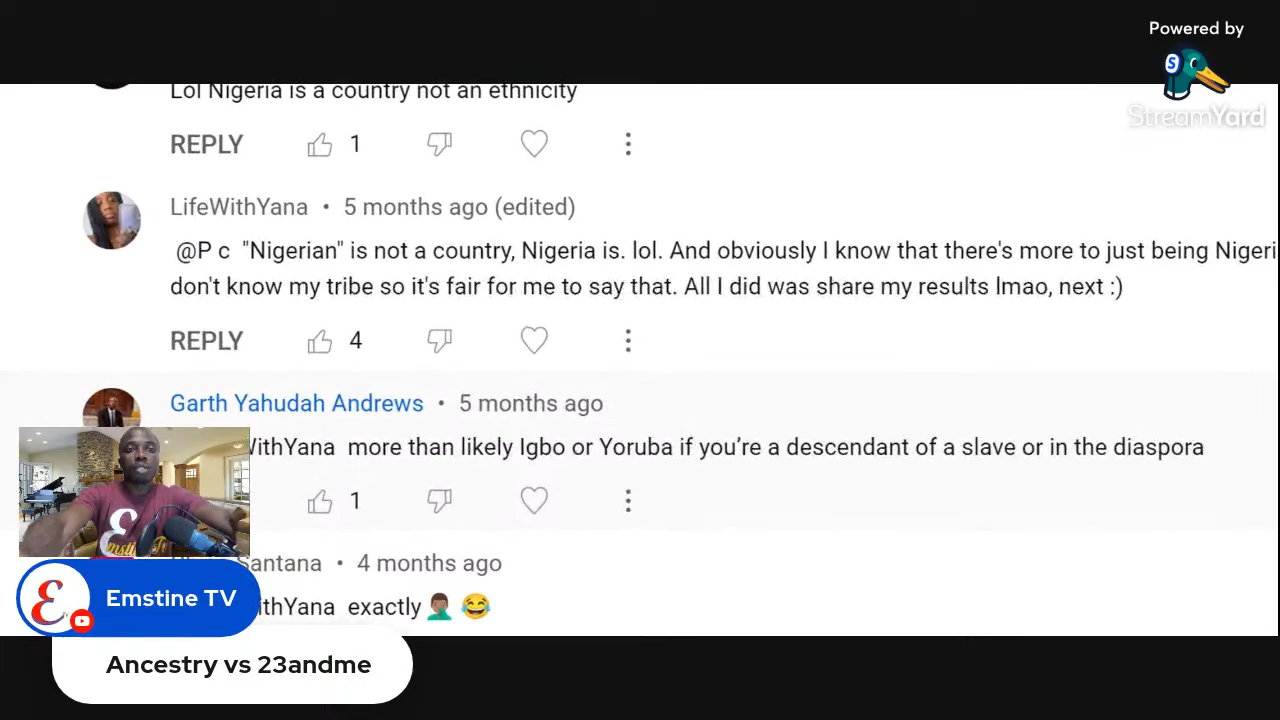 Powered by
StreamYard
Lol Nigeria is a country not an ethnicity
REPLY 1
LifeWithYana • 5 months ago (edited)
@P c "Nigerian" is not a country, Nigeria is. lol. And obviously I know that there's more to just being Nigeri
don't know my tribe so it's fair for me to say that. All I did was share my results lmao, next :)
REPLY 4
Garth Yahudah Andrews • 5 months ago
WithYana more than likely Igbo or Yoruba if you’re a descendant of a slave or in the diaspora
1
Santana • 4 months ago
ithYana exactly 🤦🏽‍♂️ 😂
Emstine TV
Ancestry vs 23andme